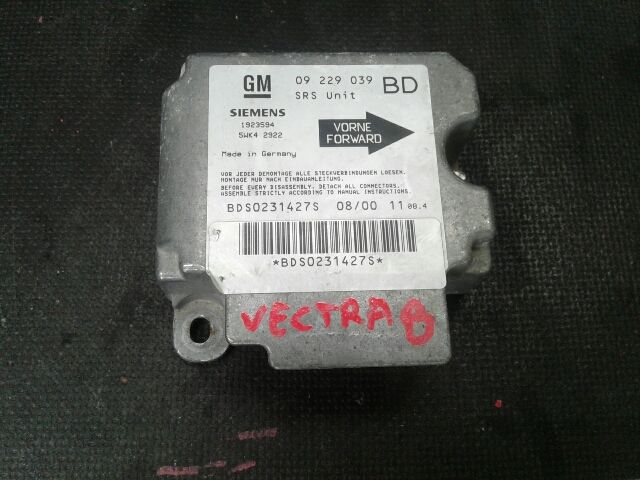 GM 09 229 039 BD
SRS Unit
SIEMENS
1923594
5WK4 2922
VORNE
FORWARD
Made in Germany
VOR JEDER DEMONTAGE ALLE STECKVERBINDUNGEN LOESEN.
MONTAGE NUR NACH EINBAUANLEITUNG.
BEFORE EVERY DISASSEMBLY, DETACH ALL CONNECTORS.
ASSEMBLE STRICTLY ACCORDING TO MANUAL INSTRUCTIONS.
BDS0231427S 08/00 11 08.4
*BDS0231427S*
VECTRA B